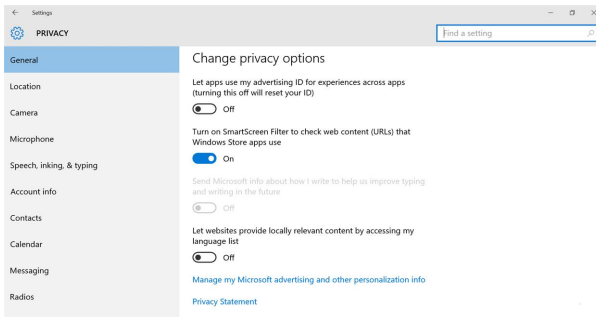 Settings
PRIVACY
Find a setting
General
Location
Camera
Microphone
Speech, inking, & typing
Account info
Contacts
Calendar
Messaging
Radios
Change privacy options
Let apps use my advertising ID for experiences across apps
(turning this off will reset your ID)
Off
Turn on SmartScreen Filter to check web content (URLs) that
Windows Store apps use
On
Send Microsoft info about how I write to help us improve typing
and writing in the future
Off
Let websites provide locally relevant content by accessing my
language list
Off
Manage my Microsoft advertising and other personalization info
Privacy Statement